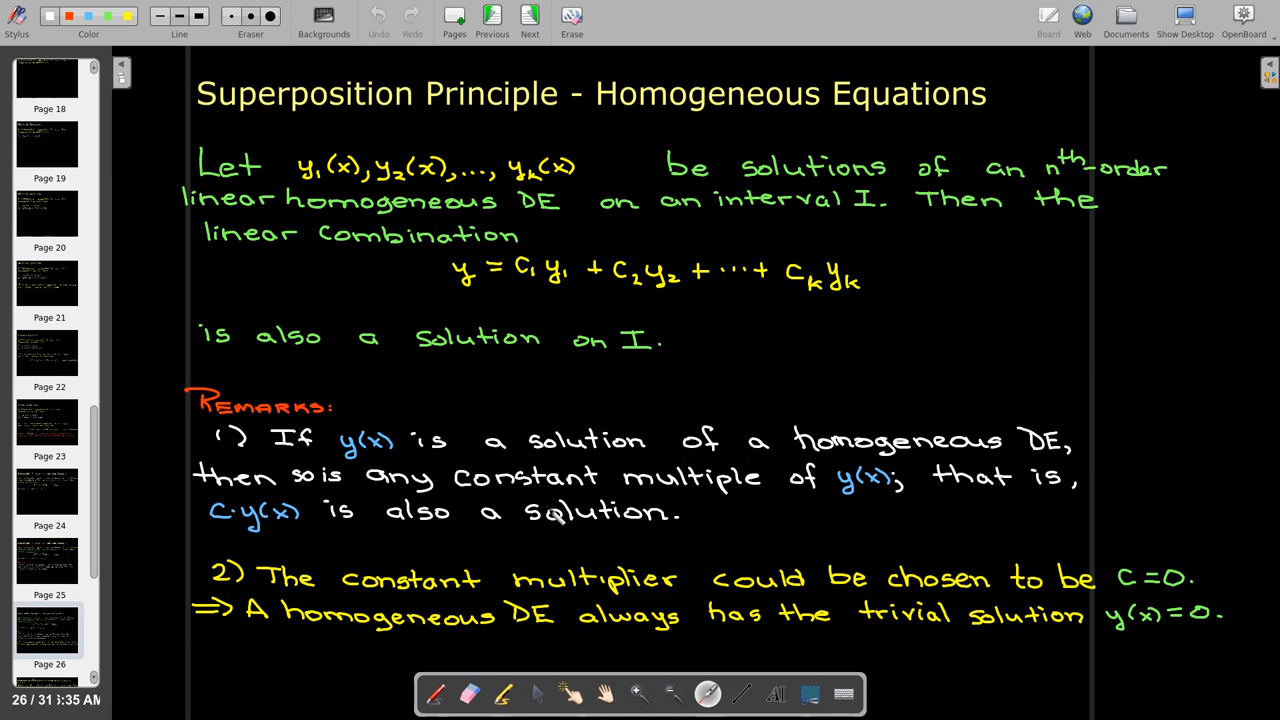 Stylus
Color
Line
Eraser
Backgrounds
Undo
Redo
Pages
Previous
Next
Erase
Board
Web
Documents
Show Desktop
OpenBoard
Page 18
Page 19
Page 20
Page 21
Page 22
Page 23
Page 24
Page 25
Page 26
Superposition Principle - Homogeneous Equations
Let y₁(x), y₂(x), ..., yₖ(x) be solutions of an nᵗʰ-order
linear homogeneous DE on an interval I. Then the
linear combination
y = c₁y₁ + c₂y₂ + ... + cₖyₖ
is also a solution on I.
REMARKS:
1) If y(x) is a solution of a homogeneous DE,
then so is any constant multiple of y(x); that is,
c·y(x) is also a solution.
2) The constant multiplier could be chosen to be c=0.
⇒ A homogeneous DE always has the trivial solution y(x)=0.
26 / 31
:35 AM
AI